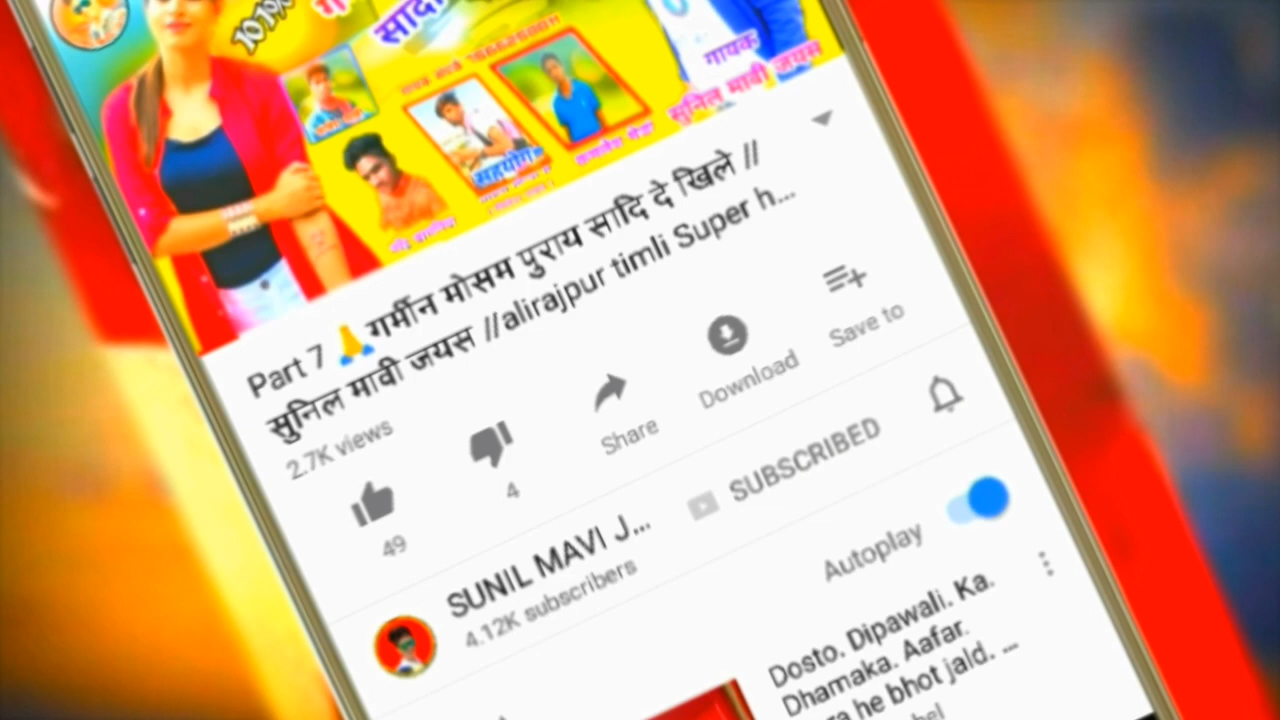 सादी
गायक
सुनिल मावी जयस
सहयोग
Part 7 🙏गर्मीन मोसम पुराय सादि दे खिले //
सुनिल मावी जयस //alirajpur timli Super h...
2.7K views
49
4
Share
Download
Save to
SUNIL MAVI J...
4.12K subscribers
SUBSCRIBED
Autoplay
Dosto. Dipawali. Ka.
Dhamaka. Aafar.
he bhot jald. ...